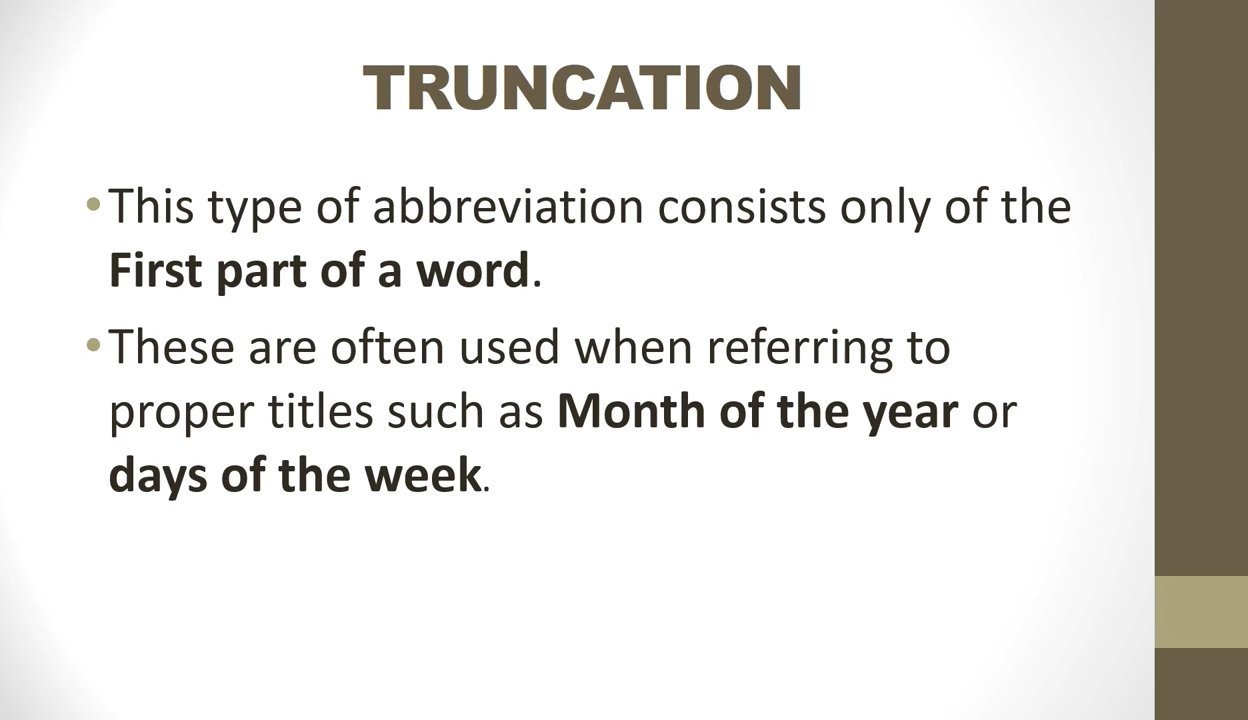 TRUNCATION
•This type of abbreviation consists only of the
First part of a word.
•These are often used when referring to
proper titles such as Month of the year or
days of the week.